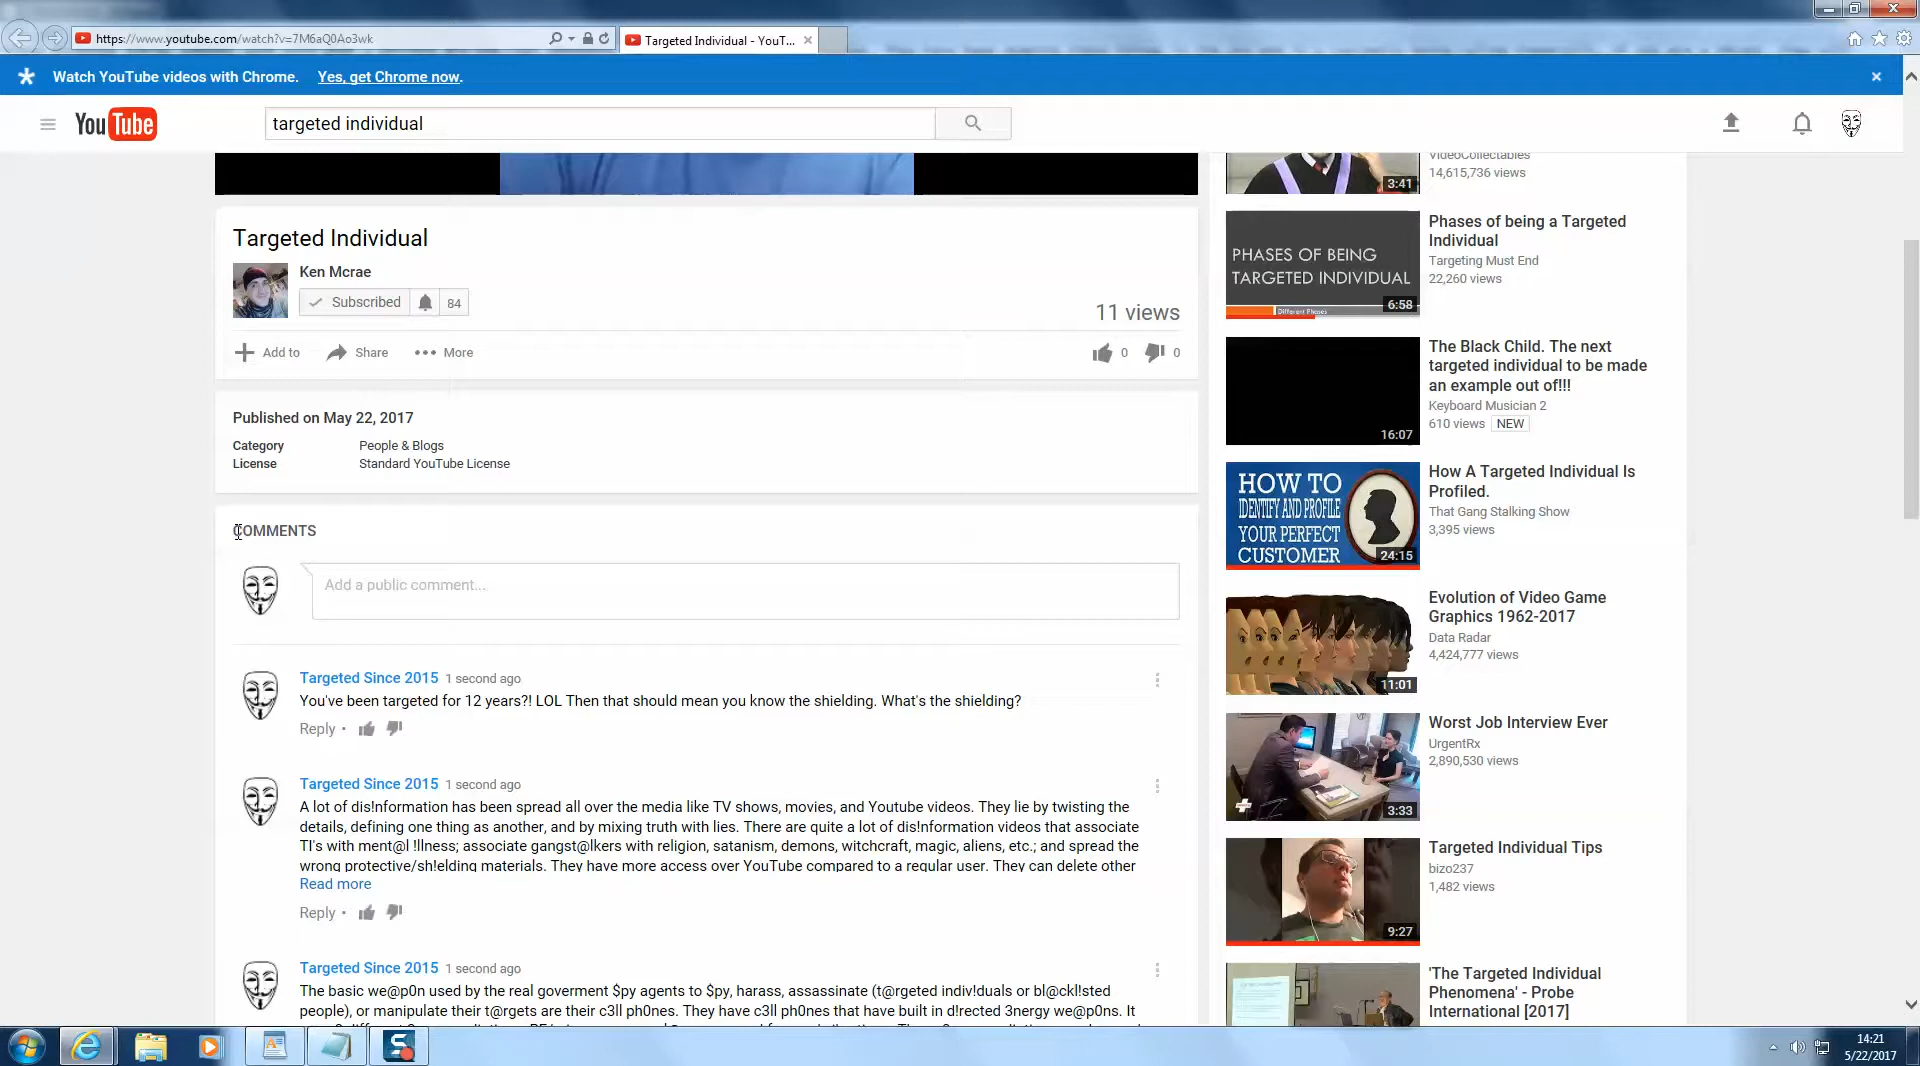 https://www.youtube.com/watch?v=7M6aQ0Ao3wk
Targeted Individual - YouT...
Watch YouTube videos with Chrome. Yes, get Chrome now.
YouTube
targeted individual
Targeted Individual
Ken Mcrae
Subscribed 84
11 views
Add to Share More
0 0
Published on May 22, 2017
Category People & Blogs
License Standard YouTube License
COMMENTS
Add a public comment...
Targeted Since 2015 1 second ago
You've been targeted for 12 years?! LOL Then that should mean you know the shielding. What's the shielding?
Reply
Targeted Since 2015 1 second ago
A lot of dis!nformation has been spread all over the media like TV shows, movies, and Youtube videos. They lie by twisting the
details, defining one thing as another, and by mixing truth with lies. There are quite a lot of dis!nformation videos that associate
TI's with ment@l !llness; associate gangst@lkers with religion, satanism, demons, witchcraft, magic, aliens, etc.; and spread the
wrong protective/sh!elding materials. They have more access over YouTube compared to a regular user. They can delete other
Read more
Reply
Targeted Since 2015 1 second ago
The basic we@p0n used by the real goverment $py agents to $py, harass, assassinate (t@rgeted indiv!duals or bl@ckl!sted
people), or manipulate their t@rgets are their c3ll ph0nes. They have c3ll ph0nes that have built in d!rected 3nergy we@p0ns. It
VideoCollectables
14,615,736 views
3:41
PHASES OF BEING
TARGETED INDIVIDUAL
Different Phases
6:58
Phases of being a Targeted
Individual
Targeting Must End
22,260 views
16:07
The Black Child. The next
targeted individual to be made
an example out of!!!
Keyboard Musician 2
610 views NEW
HOW TO
IDENTIFY AND PROFILE
YOUR PERFECT
CUSTOMER
24:15
How A Targeted Individual Is
Profiled.
That Gang Stalking Show
3,395 views
11:01
Evolution of Video Game
Graphics 1962-2017
Data Radar
4,424,777 views
3:33
Worst Job Interview Ever
UrgentRx
2,890,530 views
9:27
Targeted Individual Tips
bizo237
1,482 views
'The Targeted Individual
Phenomena' - Probe
International [2017]
14:21
5/22/2017